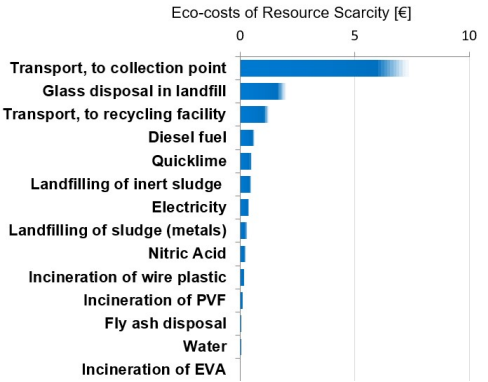 Eco-costs of Resource Scarcity [€]
0 5 10
Transport, to collection point
Glass disposal in landfill
Transport, to recycling facility
Diesel fuel
Quicklime
Landfilling of inert sludge
Electricity
Landfilling of sludge (metals)
Nitric Acid
Incineration of wire plastic
Incineration of PVF
Fly ash disposal
Water
Incineration of EVA